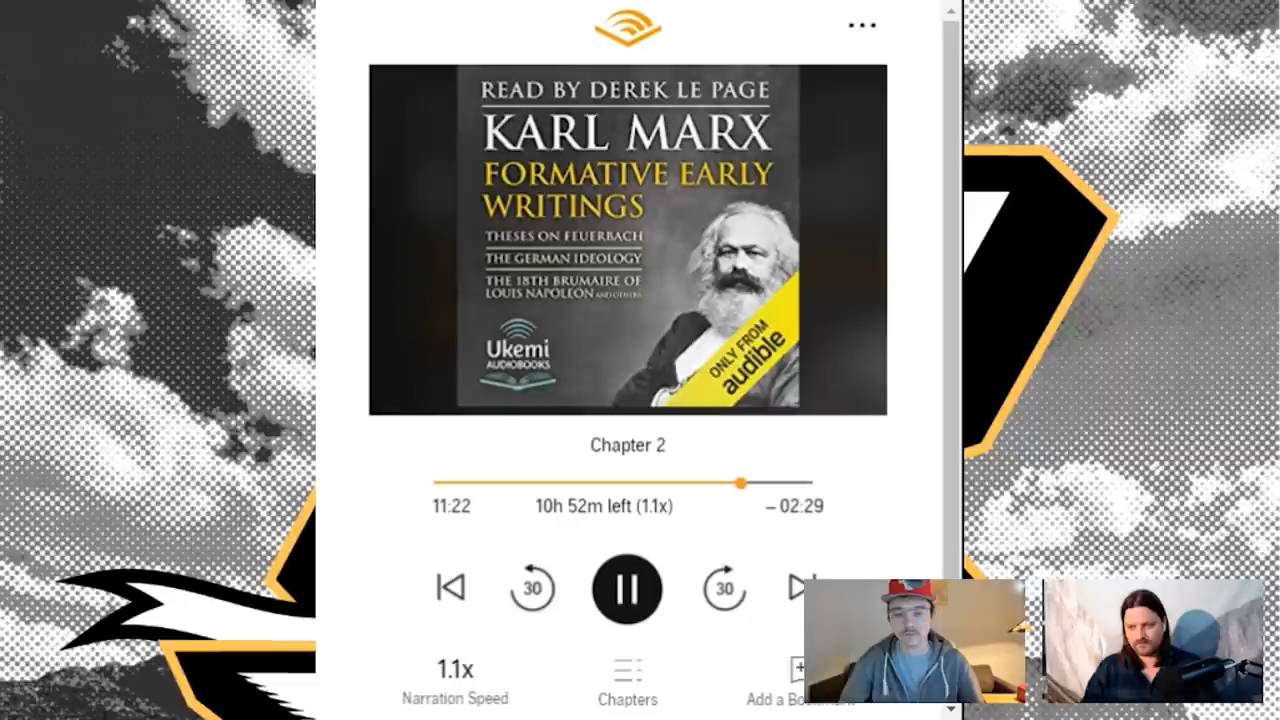 READ BY DEREK LE PAGE
KARL MARX
FORMATIVE EARLY
WRITINGS
THESES ON FEUERBACH
THE GERMAN IDEOLOGY
THE 18TH BRUMAIRE OF
LOUIS NAPOLEON AND OTHERS
Ukemi
AUDIOBOOKS
ONLY FROM
audible
Chapter 2
11:22 10h 52m left (1.1x) – 02:29
30 30
1.1x
Narration Speed Chapters Add a